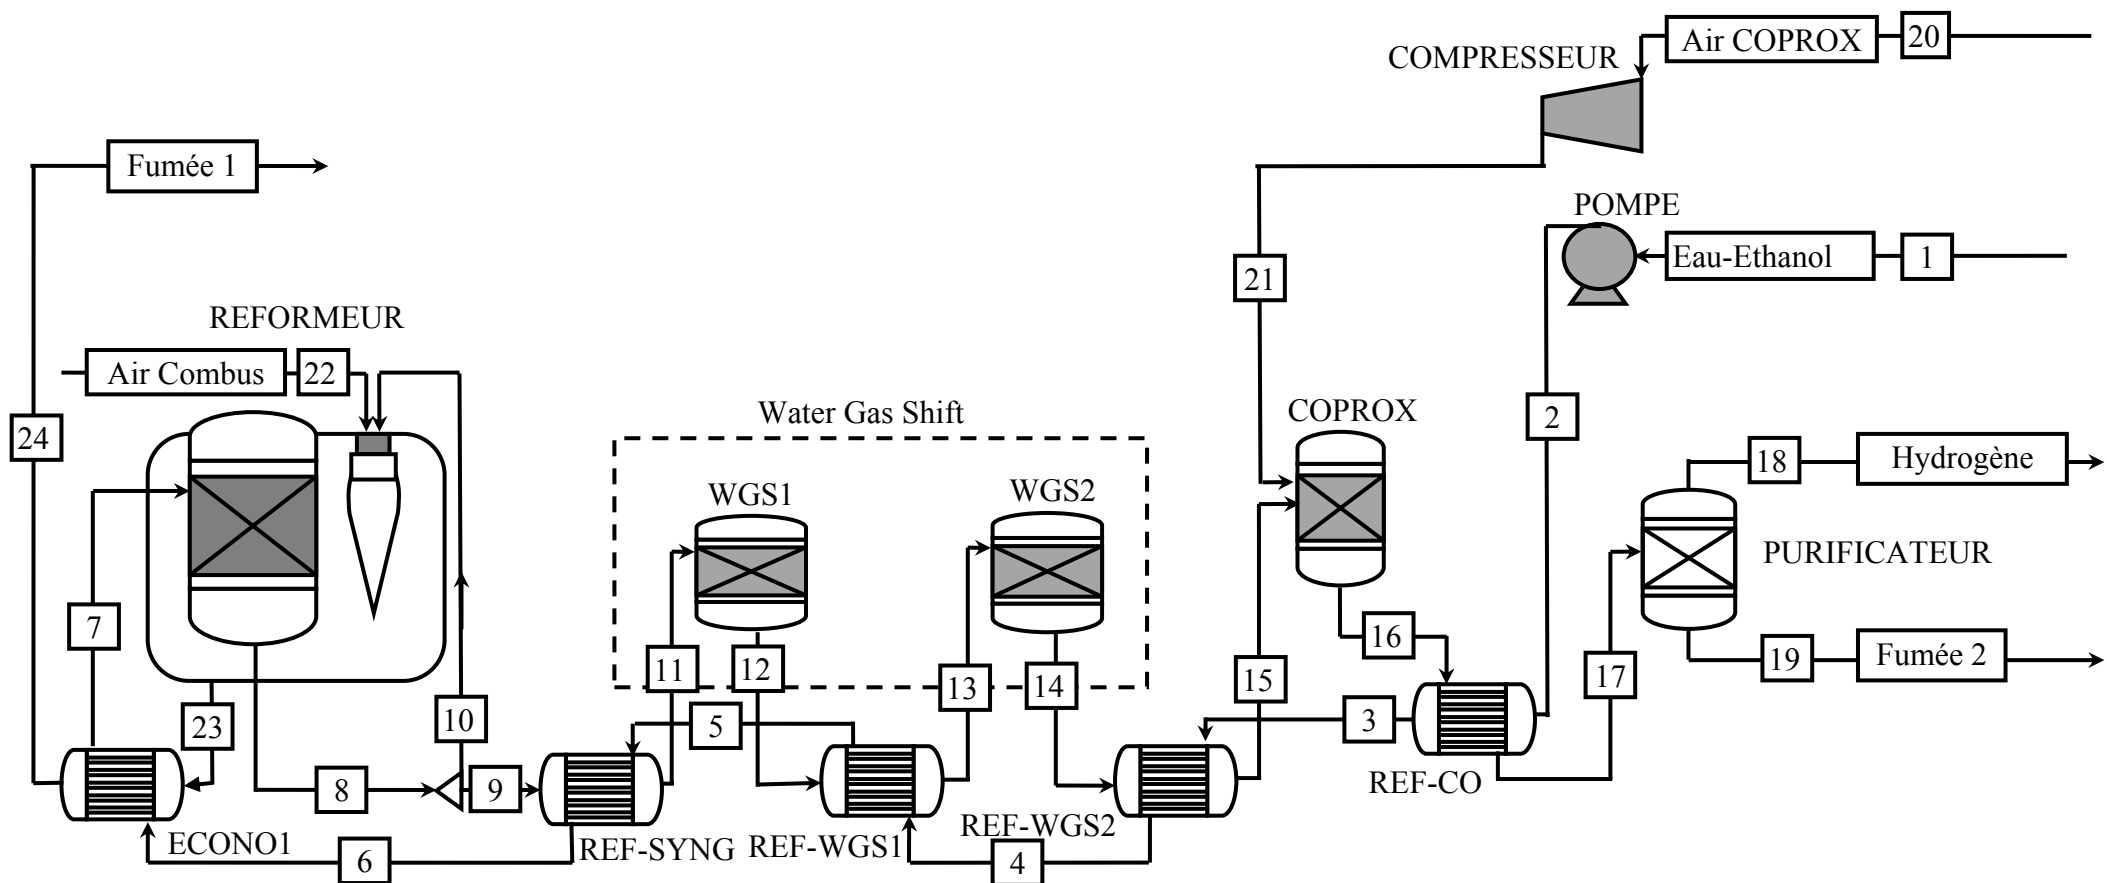 Air COPROX
20
COMPRESSEUR
Fumée 1
POMPE
Eau-Ethanol
1
21
REFORMEUR
Air Combus
22
2
COPROX
Water Gas Shift
24
18
Hydrogène
WGS1
WGS2
PURIFICATEUR
7
16
11
12
13
14
15
17
19
Fumée 2
23
10
5
3
8
9
REF-CO
ECONO1
6
REF-SYNG
REF-WGS1
REF-WGS2
4